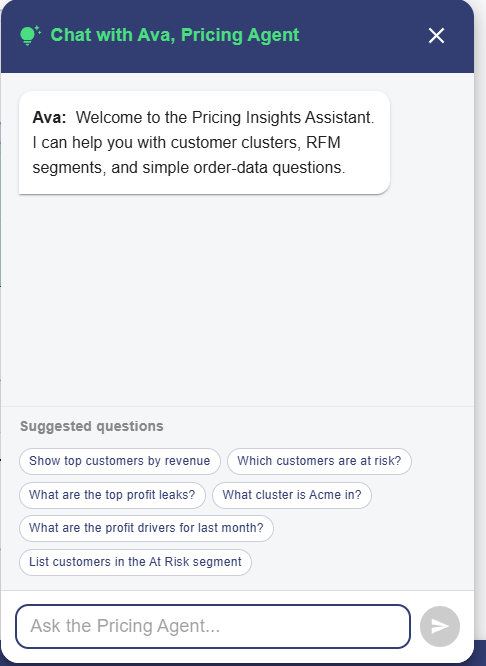 Chat with Ava, Pricing Agent
Ava: Welcome to the Pricing Insights Assistant.
I can help you with customer clusters, RFM
segments, and simple order-data questions.
Suggested questions
Show top customers by revenue
Which customers are at risk?
What are the top profit leaks?
What cluster is Acme in?
What are the profit drivers for last month?
List customers in the At Risk segment
Ask the Pricing Agent...